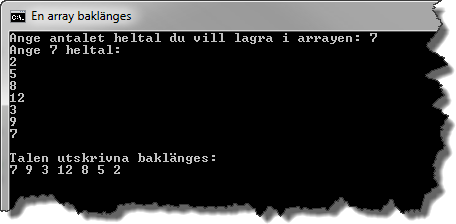 En array baklänges
Ange antalet heltal du vill lagra i arrayen: 7
Ange 7 heltal:
2
5
8
12
3
9
7
Talen utskrivna baklänges:
7 9 3 12 8 5 2